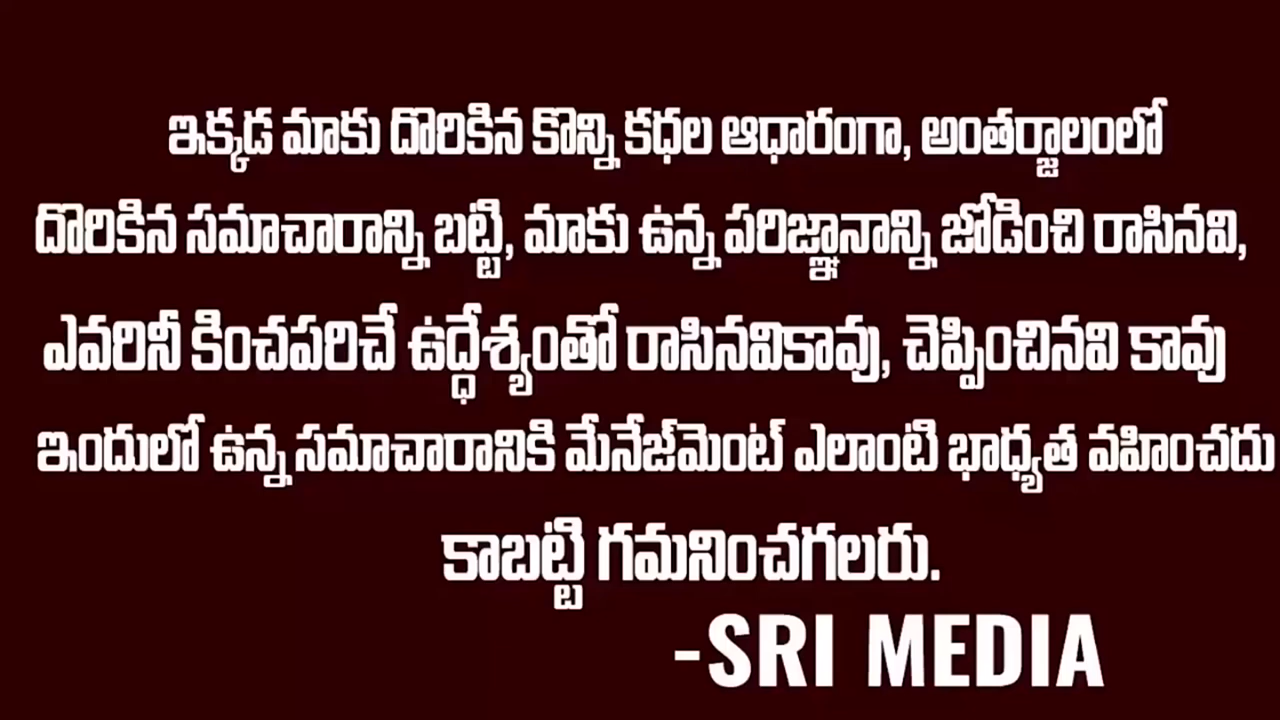 ఇక్కడ మాకు దొరికిన కొన్ని కధల ఆధారంగా, అంతర్జాలంలో
దొరికిన సమాచారాన్ని బట్టి, మాకు ఉన్న పరిజ్ఞానాన్ని జోడించి రాసినవి,
ఎవరినీ కించపరిచే ఉద్ధేశ్యంతో రాసినవికావు, చెప్పించినవి కావు
ఇందులో ఉన్న సమాచారానికి మేనేజ్‌మెంట్ ఎలాంటి భాధ్యత వహించదు
కాబట్టి గమనించగలరు.
-SRI MEDIA